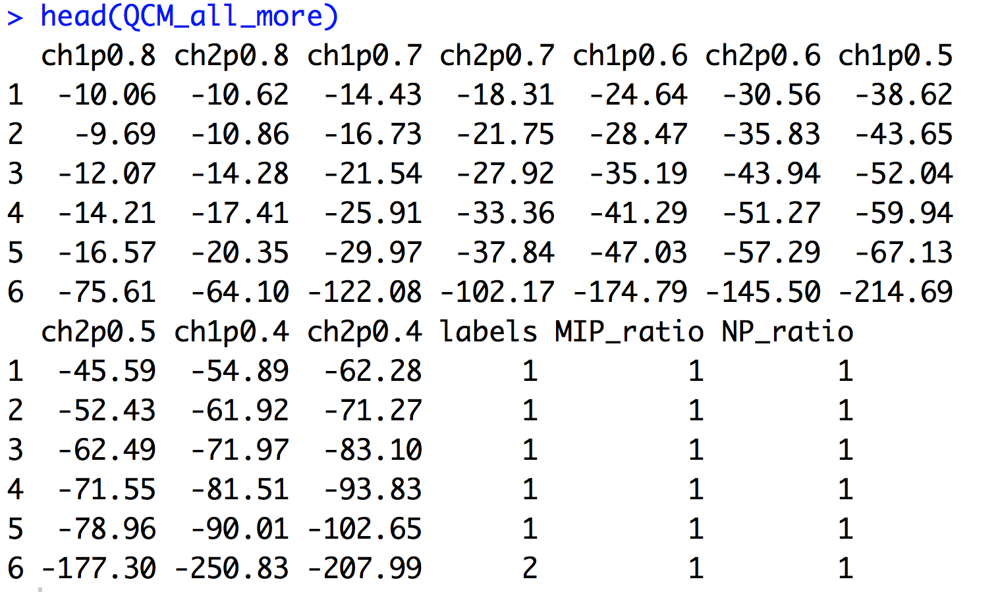 > head(QCM_all_more)
  ch1p0.8 ch2p0.8 ch1p0.7 ch2p0.7 ch1p0.6 ch2p0.6 ch1p0.5
1  -10.06  -10.62  -14.43  -18.31  -24.64  -30.56  -38.62
2   -9.69  -10.86  -16.73  -21.75  -28.47  -35.83  -43.65
3  -12.07  -14.28  -21.54  -27.92  -35.19  -43.94  -52.04
4  -14.21  -17.41  -25.91  -33.36  -41.29  -51.27  -59.94
5  -16.57  -20.35  -29.97  -37.84  -47.03  -57.29  -67.13
6  -75.61  -64.10 -122.08 -102.17 -174.79 -145.50 -214.69
  ch2p0.5 ch1p0.4 ch2p0.4 labels MIP_ratio NP_ratio
1  -45.59  -54.89  -62.28      1         1        1
2  -52.43  -61.92  -71.27      1         1        1
3  -62.49  -71.97  -83.10      1         1        1
4  -71.55  -81.51  -93.83      1         1        1
5  -78.96  -90.01 -102.65      1         1        1
6 -177.30 -250.83 -207.99      2         1        1